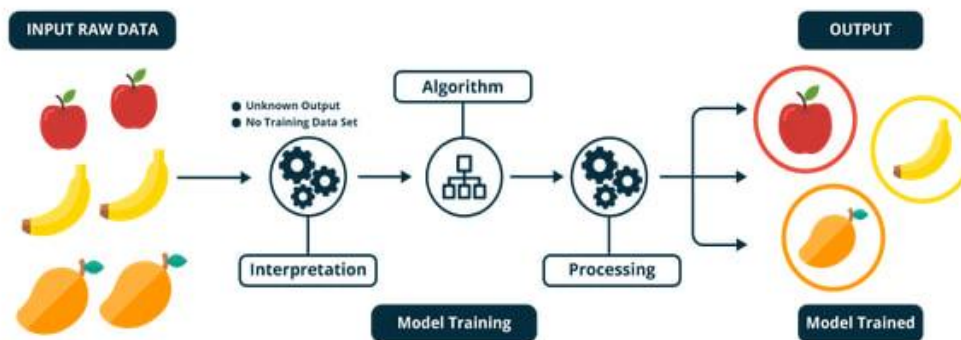 INPUT RAW DATA
OUTPUT
Algorithm
Unknown Output
No Training Data Set
Interpretation
Processing
Model Training
Model Trained